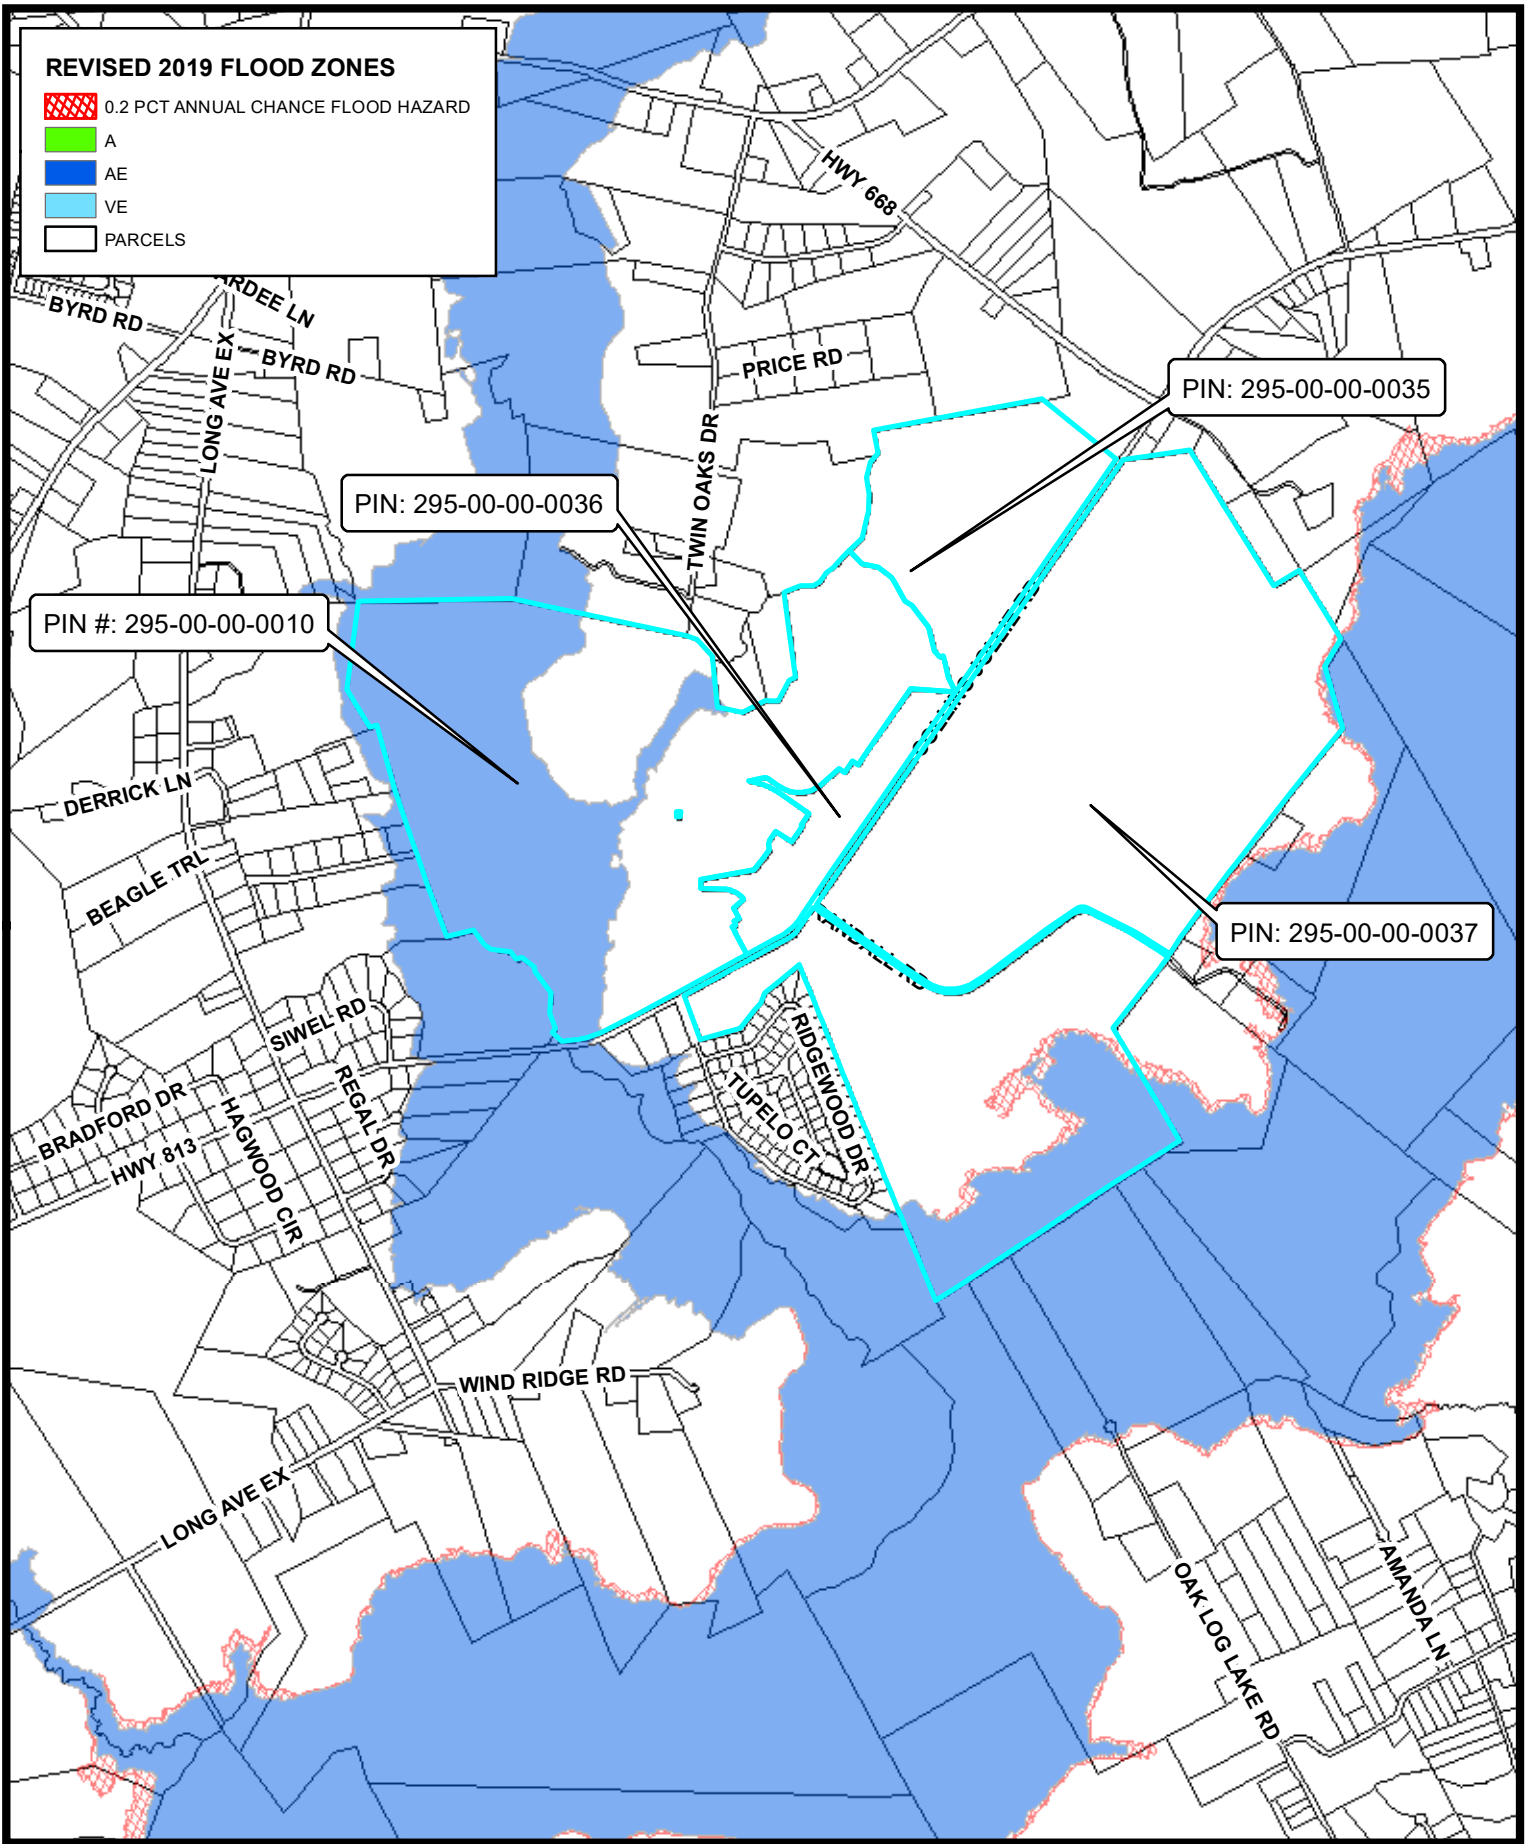 REVISED 2019 FLOOD ZONES
0.2 PCT ANNUAL CHANCE FLOOD HAZARD
A
AE
VE
PARCELS
HWY 668
ARDEE LN
BYRD RD
BYRD RD
LONG AVE EX
PRICE RD
PIN: 295-00-00-0035
TWIN OAKS DR
PIN: 295-00-00-0036
PIN #: 295-00-00-0010
DERRICK LN
BEAGLE TRL
PIN: 295-00-00-0037
SIWEL RD
RIDGEWOOD DR
REGAL DR
TUPELO CT
BRADFORD DR
HAGWOOD CIR
HWY 813
WIND RIDGE RD
LONG AVE EX
OAK LOG LAKE RD
AMANDA LN